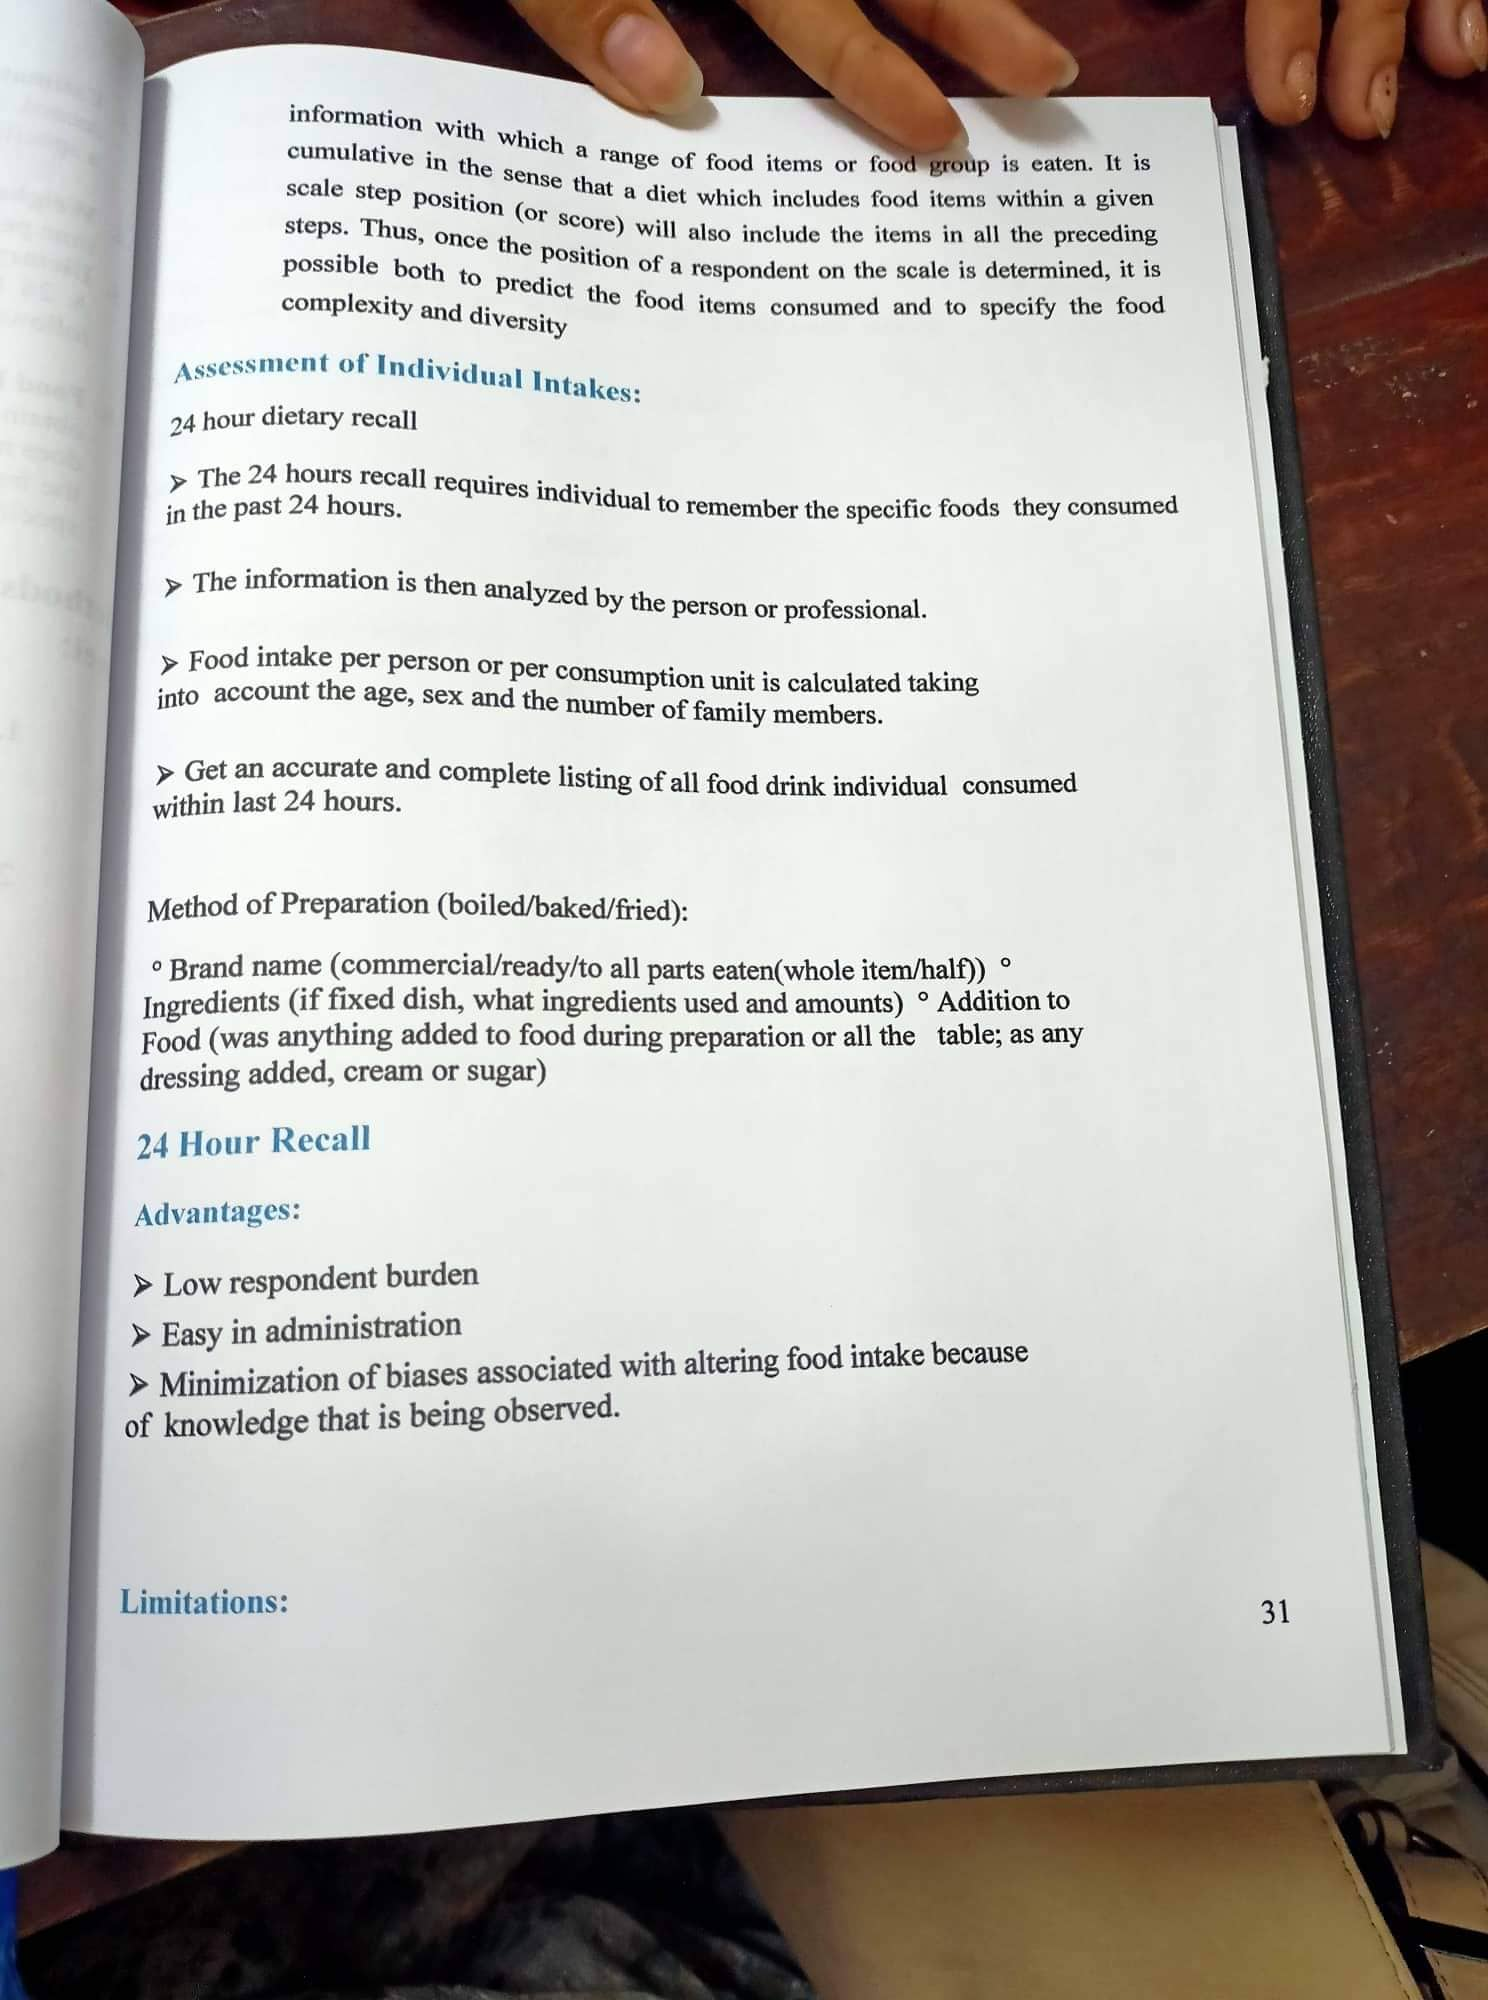 information with which a range of food items or food group is eaten. It is
cumulative in the sense that a diet which includes food items within a given
scale step position (or score) will also include the items in all the preceding
steps. Thus, once the position of a respondent on the scale is determined, it is
possible both to predict the food items consumed and to specify the food
complexity and diversity
Assessment of Individual Intakes:
24 hour dietary recall
➢ The 24 hours recall requires individual to remember the specific foods they consumed
in the past 24 hours.
➢ The information is then analyzed by the person or professional.
➢ Food intake per person or per consumption unit is calculated taking
into account the age, sex and the number of family members.
➢ Get an accurate and complete listing of all food drink individual consumed
within last 24 hours.
Method of Preparation (boiled/baked/fried):
° Brand name (commercial/ready/to all parts eaten(whole item/half)) °
Ingredients (if fixed dish, what ingredients used and amounts) ° Addition to
Food (was anything added to food during preparation or all the table; as any
dressing added, cream or sugar)
24 Hour Recall
Advantages:
➢ Low respondent burden
➢ Easy in administration
➢ Minimization of biases associated with altering food intake because
of knowledge that is being observed.
Limitations:
31